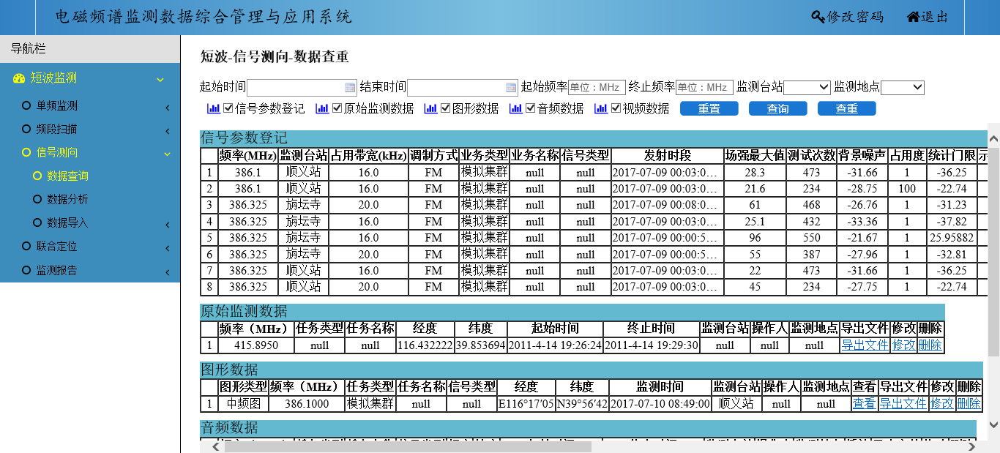 电磁频谱监测数据综合管理与应用系统 修改密码 退出
导航栏
短波监测
单频监测
频段扫描
信号测向
数据查询
数据分析
数据导入
联合定位
监测报告
短波-信号测向-数据查重
起始时间 结束时间 起始频率 单位：MHz 终止频率 单位：MHz 监测台站 监测地点
信号参数登记 原始监测数据 图形数据 音频数据 视频数据 重置 查询 查重
信号参数登记
频率(MHz) 监测台站 占用带宽(kHz) 调制方式 业务类型 业务名称 信号类型 发射时段 场强最大值 测试次数 背景噪声 占用度 统计门限
1 386.1 顺义站 16.0 FM 模拟集群 null null 2017-07-09 00:03:0… 28.3 473 -31.66 1 -36.25
2 386.1 顺义站 16.0 FM 模拟集群 null null 2017-07-09 00:03:0… 21.6 234 -28.75 100 -22.74
3 386.325 旃坛寺 20.0 FM 模拟集群 null null 2017-07-09 00:08:0… 61 468 -26.76 1 -31.23
4 386.325 旃坛寺 16.0 FM 模拟集群 null null 2017-07-09 00:03:0… 25.1 432 -33.36 1 -37.82
5 386.325 旃坛寺 16.0 FM 模拟集群 null null 2017-07-09 00:00:5… 96 550 -21.67 1 25.95882
6 386.325 旃坛寺 20.0 FM 模拟集群 null null 2017-07-09 00:00:5… 55 387 -27.96 1 -32.81
7 386.325 顺义站 16.0 FM 模拟集群 null null 2017-07-09 00:03:0… 22 473 -31.66 1 -36.25
8 386.325 顺义站 20.0 FM 模拟集群 null null 2017-07-09 00:03:0… 45 234 -27.75 1 -22.74
原始监测数据
频率（MHz） 任务类型 任务名称 经度 纬度 起始时间 终止时间 监测台站 操作人 监测地点 导出文件 修改 删除
1 415.8950 null null 116.432222 39.853694 2011-4-14 19:26:24 2011-4-14 19:29:30 null null null 导出文件 修改 删除
图形数据
图形类型 频率（MHz） 任务类型 任务名称 信号类型 经度 纬度 监测时间 监测台站 操作人 监测地点 查看 导出文件 修改 删除
1 中频图 386.1000 模拟集群 null null E116°17′05 N39°56′42 2017-07-10 08:49:00 顺义站 null null 查看 导出文件 修改 删除
音频数据